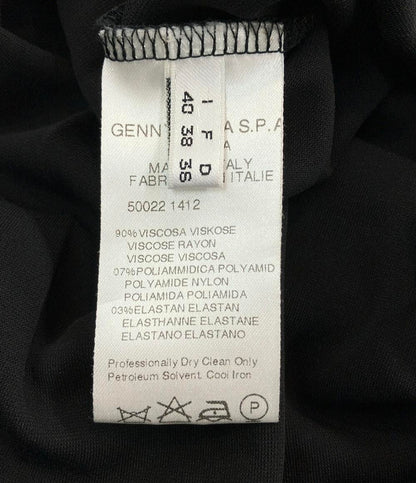 I F D
40 38 36
GENN A S.P.A
A
MA ALY
FABR N ITALIE
50022 1412
90%VISCOSA VISKOSE
VISCOSE RAYON
VISCOSE VISCOSA
07%POLIAMMIDICA POLYAMID
POLYAMIDE NYLON
POLIAMIDA POLIAMIDA
03%ELASTAN ELASTAN
ELASTHANNE ELASTANE
ELASTANO ELASTANO
Professionally Dry Clean Only
Petroleum Solvent. Cool Iron
P